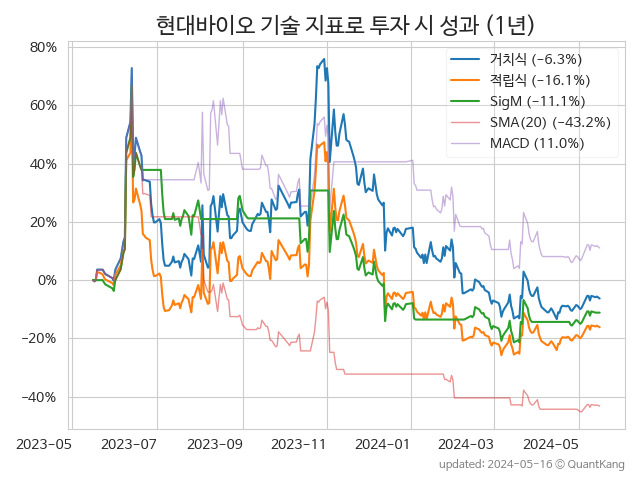 현대바이오 기술 지표로 투자 시 성과 (1년)
80%
60%
40%
20%
0%
−20%
−40%
거치식 (−6.3%)
적립식 (−16.1%)
SigM (−11.1%)
SMA(20) (−43.2%)
MACD (11.0%)
2023-05
2023-07
2023-09
2023-11
2024-01
2024-03
2024-05
updated: 2024-05-16 © QuantKang